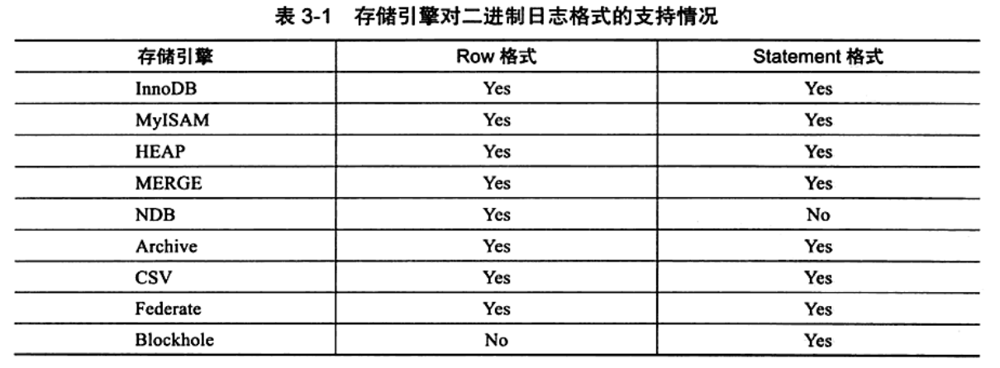 表 3-1 存储引擎对二进制日志格式的支持情况
存储引擎 Row 格式 Statement 格式
InnoDB Yes Yes
MyISAM Yes Yes
HEAP Yes Yes
MERGE Yes Yes
NDB Yes No
Archive Yes Yes
CSV Yes Yes
Federate Yes Yes
Blockhole No Yes